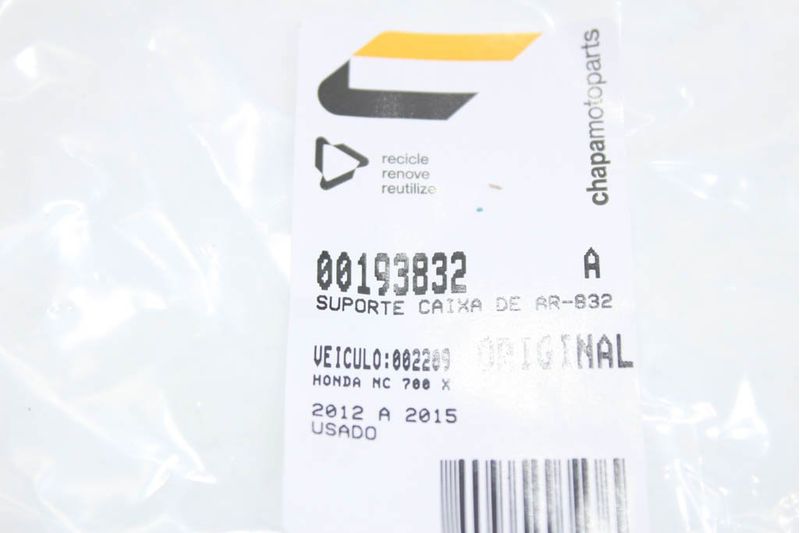 chapamotoparts
recicle
renove
reutilize
00193832 A
SUPORTE CAIXA DE AR-832
VEICULO:002209 ORIGINAL
HONDA NC 700 X
2012 A 2015
USADO